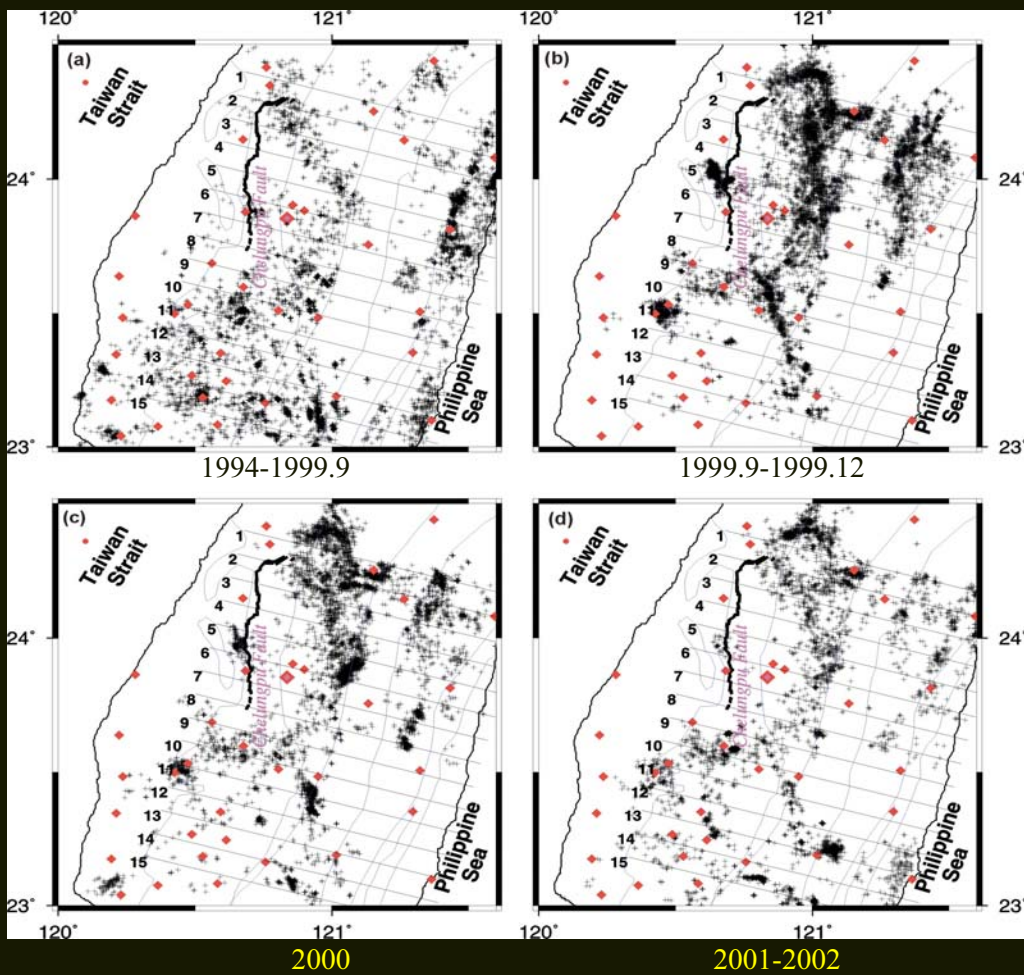 120° 121° 120° 121°
(a)
Taiwan
Strait
1
2
3
4
5
6
7
8
9
10
11
12
13
14
15
Chelungpu Fault
Philippine
Sea
24°
23°
1994-1999.9
(b)
Taiwan
Strait
1
2
3
4
5
6
7
8
9
10
11
12
13
14
15
Chelungpu Fault
Philippine
Sea
24°
23°
1999.9-1999.12
(c)
Taiwan
Strait
1
2
3
4
5
6
7
8
9
10
11
12
13
14
15
Chelungpu Fault
Philippine
Sea
24°
23°
120° 121°
2000
(d)
Taiwan
Strait
1
2
3
4
5
6
7
8
9
10
11
12
13
14
15
Chelungpu Fault
Philippine
Sea
24°
23°
120° 121°
2001-2002